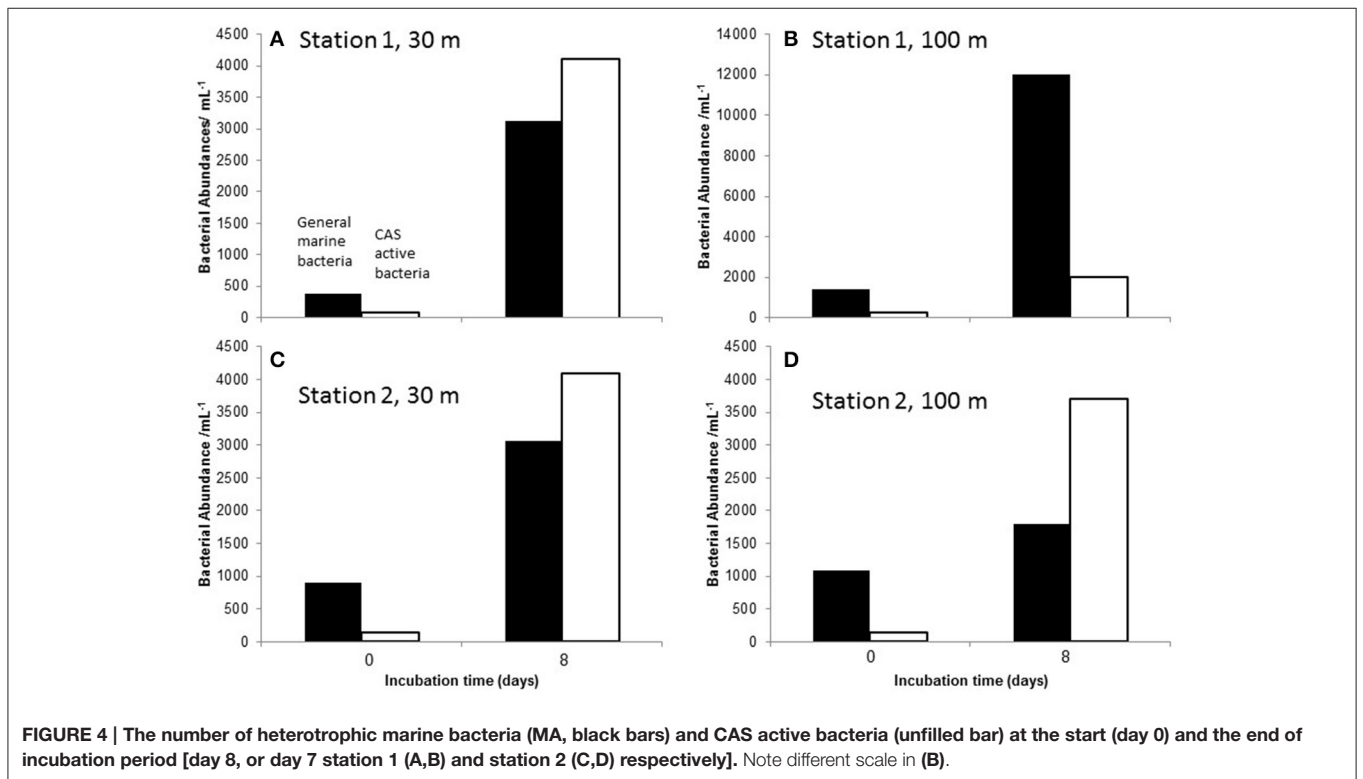 A Station 1, 30 m
Bacterial Abundances/ mL-1
4500
4000
3500
3000
2500
2000
1500
1000
500
0
General
marine
bacteria
CAS
active
bacteria
0
8
B Station 1, 100 m
Bacterial Abundance /mL-1
14000
12000
10000
8000
6000
4000
2000
0
0
8
C
Station 2, 30 m
Bacterial Abundance /mL-1
4500
4000
3500
3000
2500
2000
1500
1000
500
0
0
8
Incubation time (days)
D
Station 2, 100 m
Bacterial Abundance /mL-1
4500
4000
3500
3000
2500
2000
1500
1000
500
0
0
8
Incubation time (days)
FIGURE 4 | The number of heterotrophic marine bacteria (MA, black bars) and CAS active bacteria (unfilled bar) at the start (day 0) and the end of
incubation period [day 8, or day 7 station 1 (A,B) and station 2 (C,D) respectively]. Note different scale in (B).